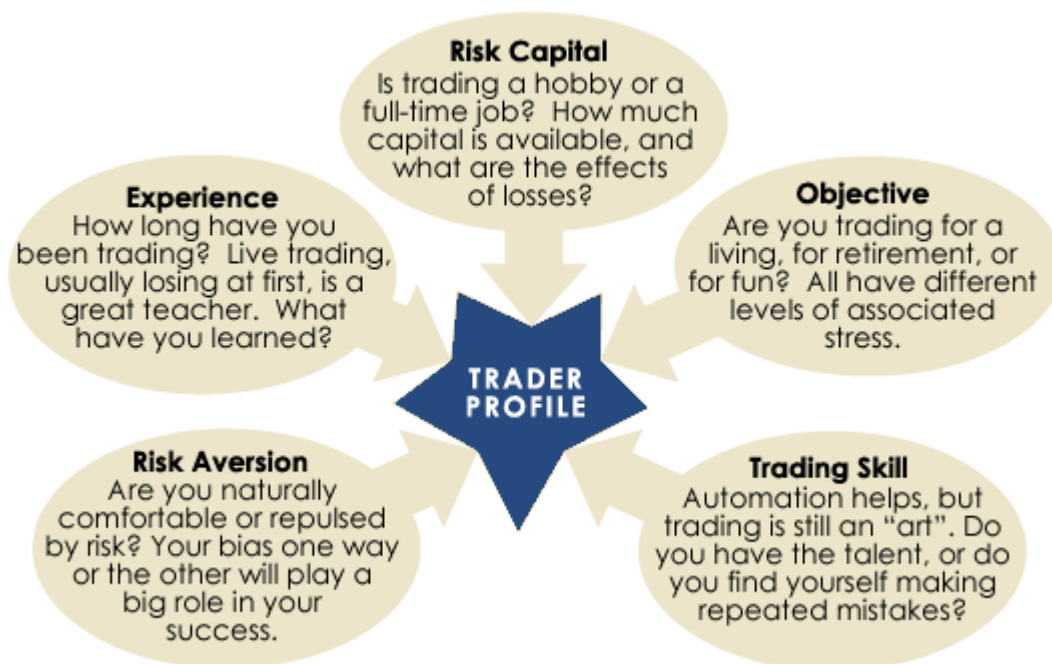 Risk Capital
Is trading a hobby or a
full-time job?  How much
capital is available, and
what are the effects
of losses?
Experience
How long have you
been trading?  Live trading,
usually losing at first, is a
great teacher.  What
have you learned?
Objective
Are you trading for a
living, for retirement, or
for fun?  All have different
levels of associated
stress.
TRADER
PROFILE
Risk Aversion
Are you naturally
comfortable or repulsed
by risk? Your bias one way
or the other will play a
big role in your
success.
Trading Skill
Automation helps, but
trading is still an “art”. Do
you have the talent, or do
you find yourself making
repeated mistakes?